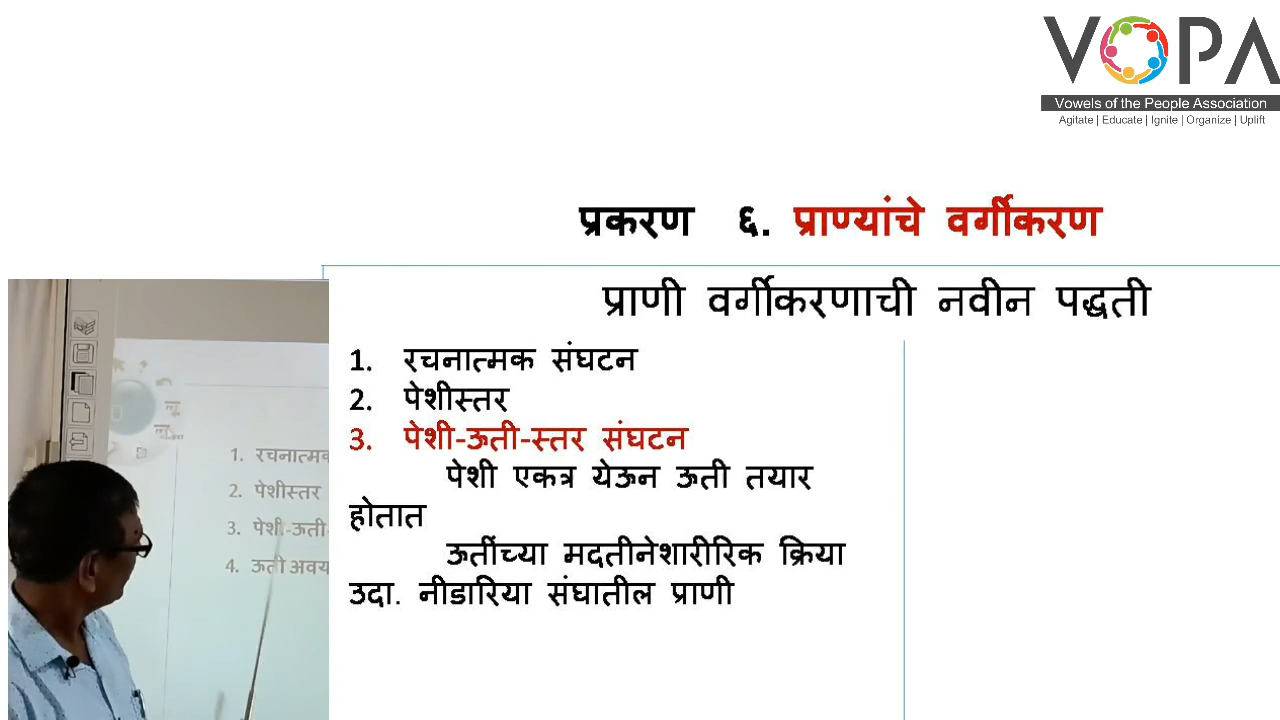 VOPA
Vowels of the People Association
Agitate | Educate | Ignite | Organize | Uplift
प्रकरण ६. प्राण्यांचे वर्गीकरण
प्राणी वर्गीकरणाची नवीन पद्धती
1. रचनात्मक संघटन
2. पेशीस्तर
3. पेशी-ऊती-स्तर संघटन
पेशी एकत्र येऊन ऊती तयार
होतात
ऊतींच्या मदतीनेशारीरिक क्रिया
उदा. नीडारिया संघातील प्राणी
1. रचनात्मक
2. पेशीस्तर
3. पेशी-ऊती-
4. ऊती अवय